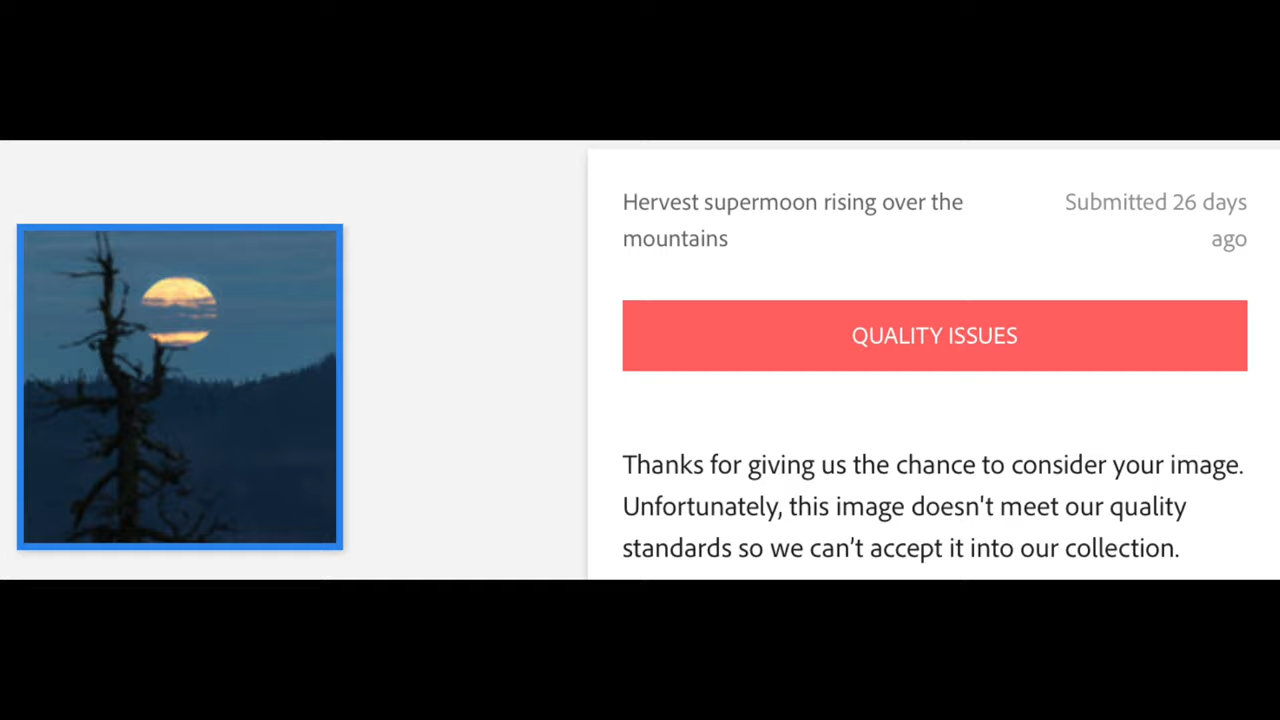 Hervest supermoon rising over the
mountains
Submitted 26 days
ago
QUALITY ISSUES
Thanks for giving us the chance to consider your image.
Unfortunately, this image doesn't meet our quality
standards so we can’t accept it into our collection.